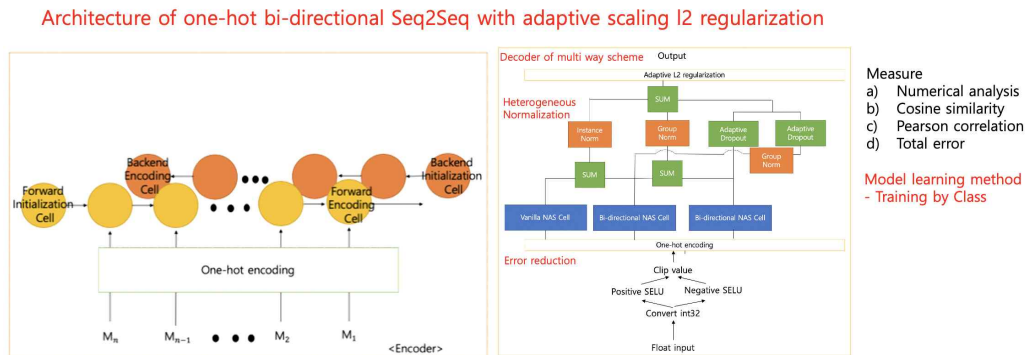 Architecture of one-hot bi-directional Seq2Seq with adaptive scaling l2 regularization
Backend
Encoding
Cell
Backend
Initialization
Cell
Forward
Initialization
Cell
Forward
Encoding
Cell
One-hot encoding
Mn
Mn−1
M2
M1
<Encoder>
Decoder of multi way scheme
Output
Adaptive L2 regularization
SUM
Heterogeneous
Normalization
Instance
Norm
Group
Norm
Adaptive
Dropout
Adaptive
Dropout
Group
Norm
SUM
SUM
Vanilla NAS Cell
Bi-directional NAS Cell
Bi-directional NAS Cell
One-hot encoding
Error reduction
Clip value
Positive SELU
Negative SELU
Convert int32
Float input
Measure
a) Numerical analysis
b) Cosine similarity
c) Pearson correlation
d) Total error
Model learning method
- Training by Class